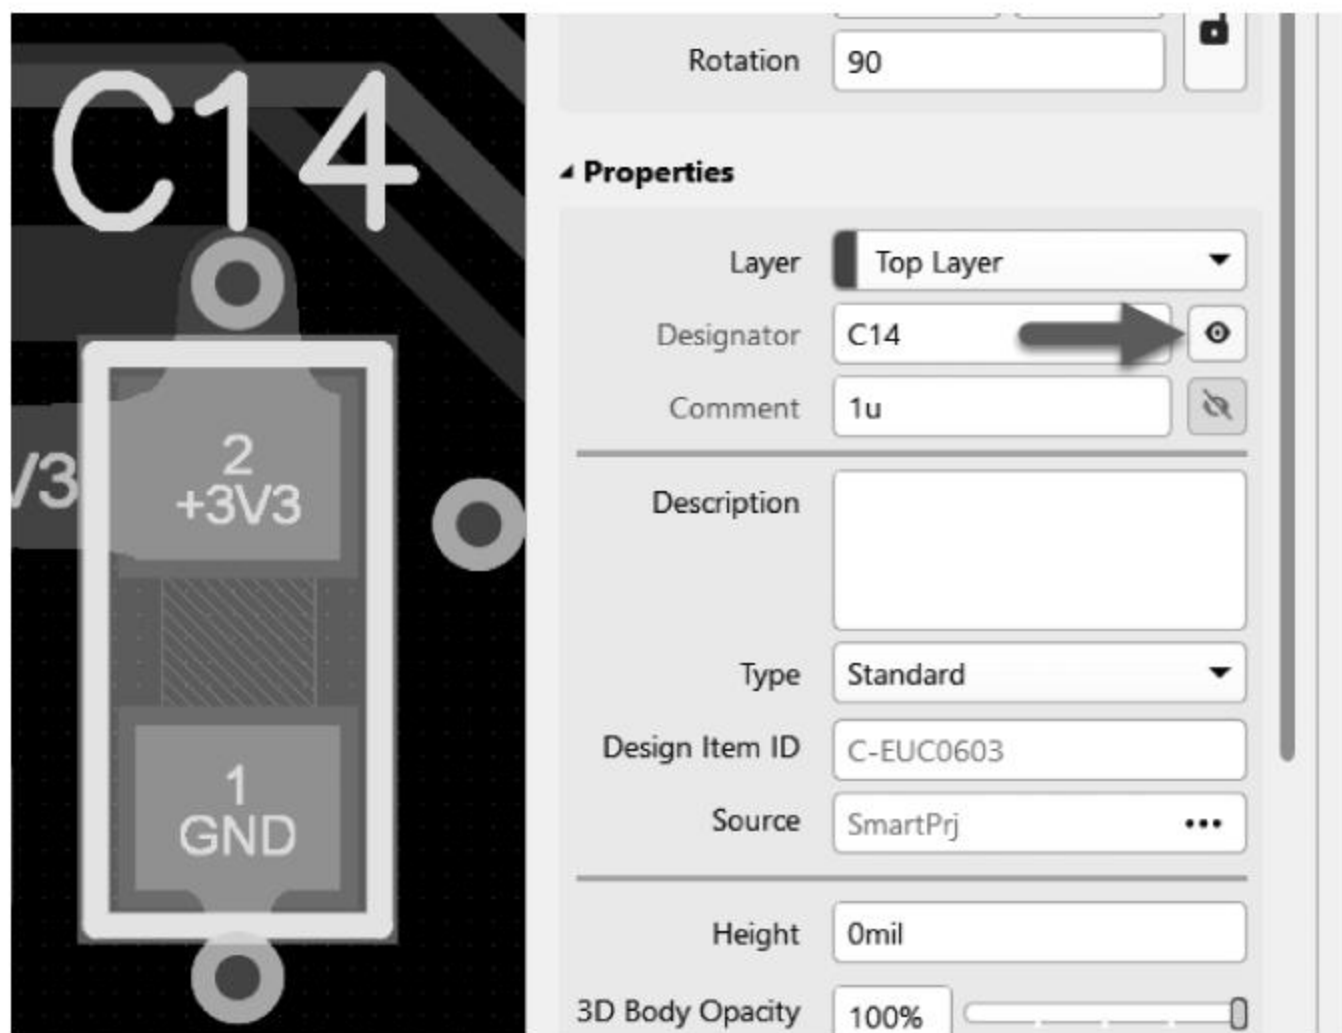 C14
/3
2
+3V3
1
GND
Rotation 90
Properties
Layer Top Layer
Designator C14
Comment 1u
Description
Type Standard
Design Item ID C-EUC0603
Source SmartPrj •••
Height 0mil
3D Body Opacity 100%